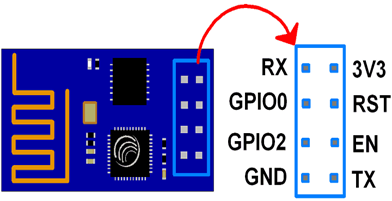 RX 3V3
GPIO0 RST
GPIO2 EN
GND TX